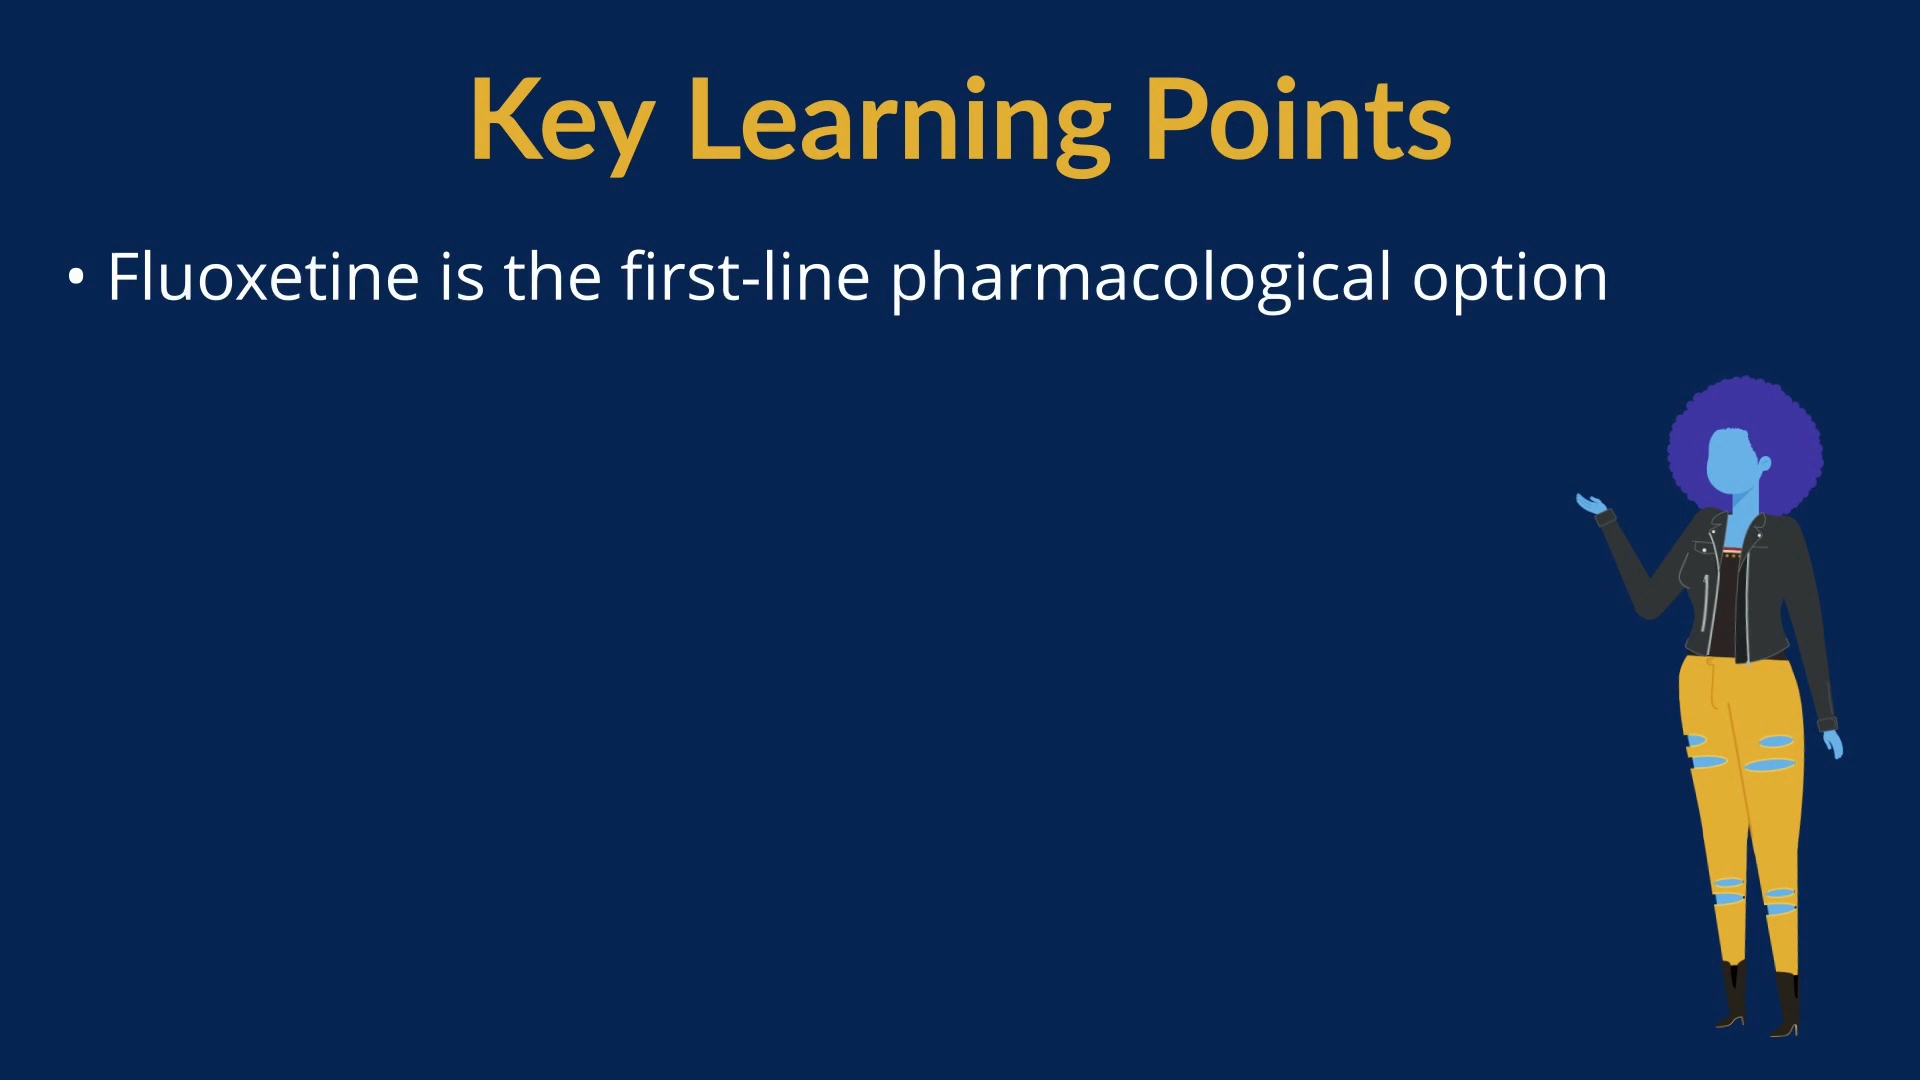 Key Learning Points
• Fluoxetine is the first-line pharmacological option